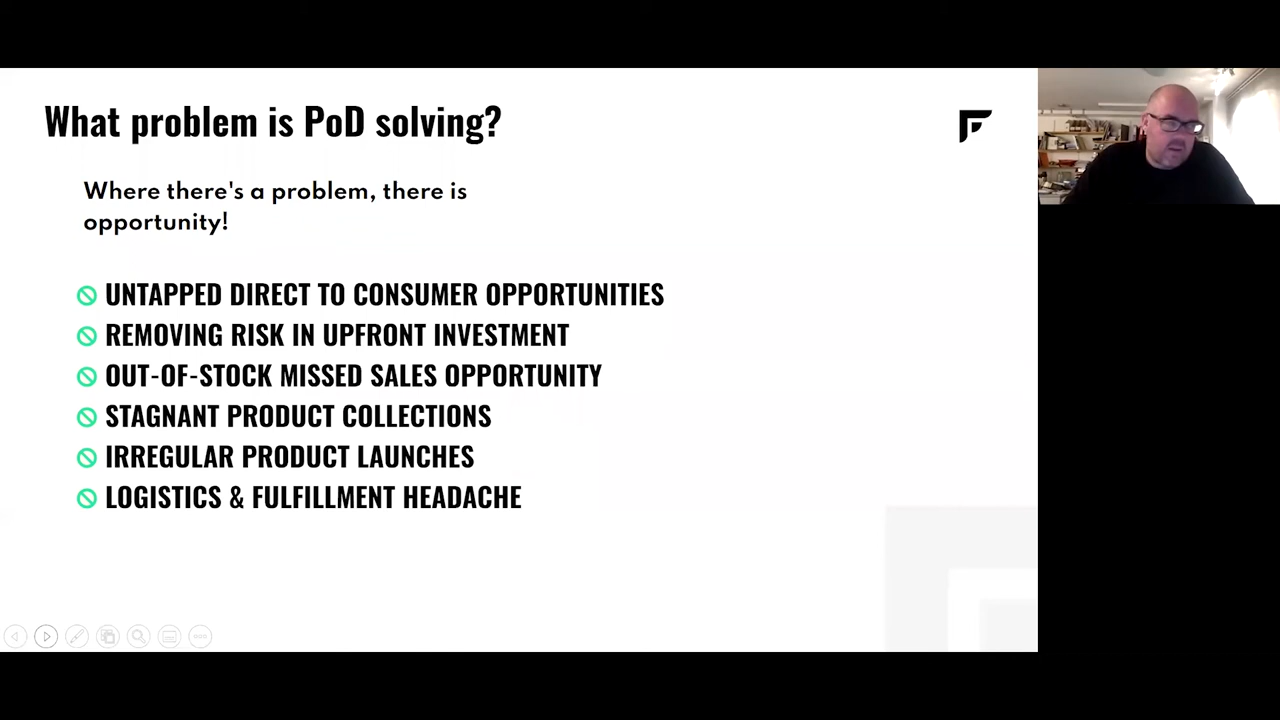 What problem is PoD solving?
Where there's a problem, there is
opportunity!
UNTAPPED DIRECT TO CONSUMER OPPORTUNITIES
REMOVING RISK IN UPFRONT INVESTMENT
OUT-OF-STOCK MISSED SALES OPPORTUNITY
STAGNANT PRODUCT COLLECTIONS
IRREGULAR PRODUCT LAUNCHES
LOGISTICS & FULFILLMENT HEADACHE